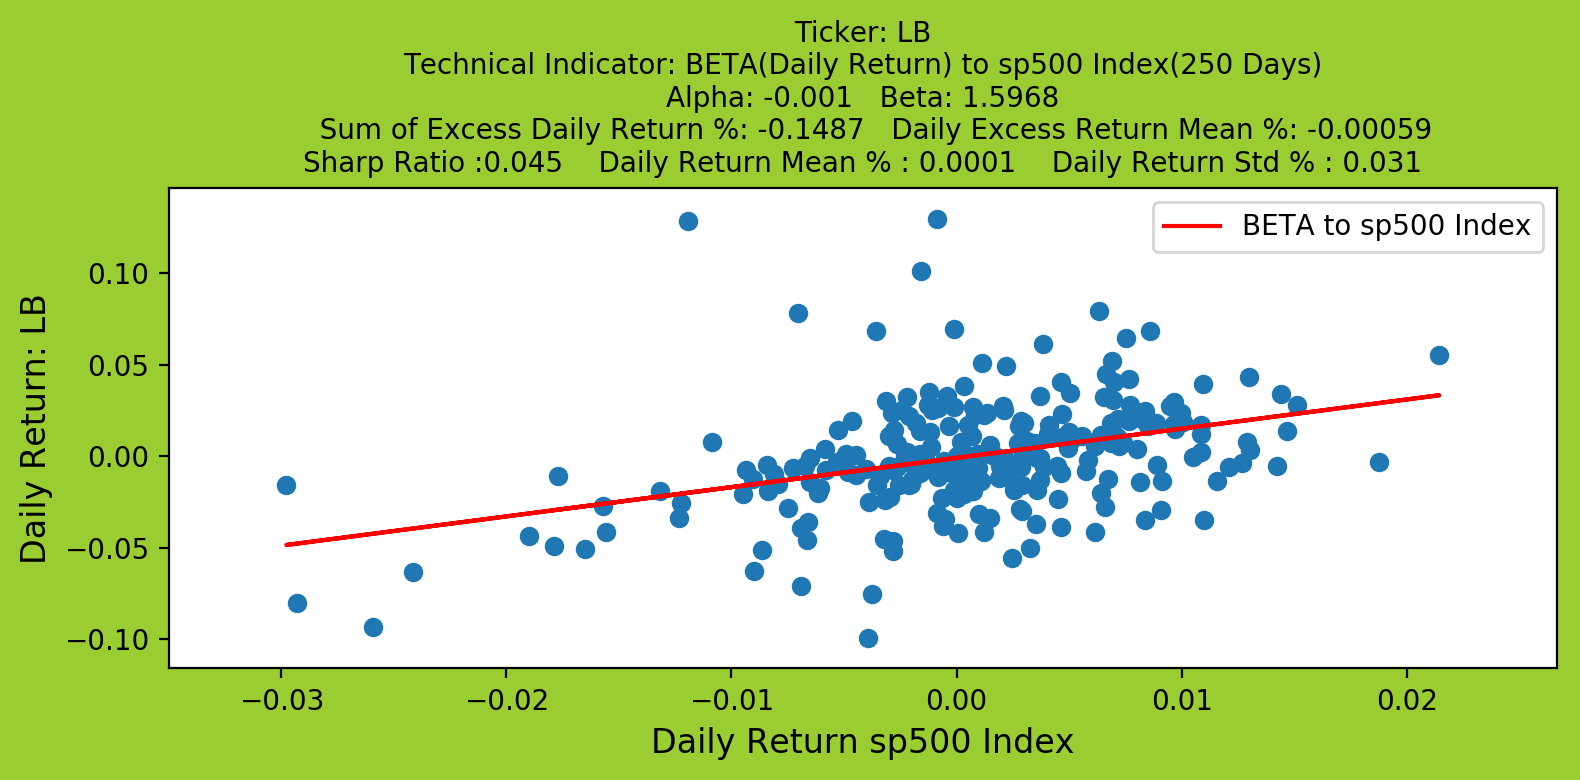 Ticker: LB
Technical Indicator: BETA(Daily Return) to sp500 Index(250 Days)
Alpha: -0.001   Beta: 1.5968
Sum of Excess Daily Return %: -0.1487   Daily Excess Return Mean %: -0.00059
Sharp Ratio :0.045    Daily Return Mean % : 0.0001    Daily Return Std % : 0.031
BETA to sp500 Index
Daily Return: LB
0.10
0.05
0.00
−0.05
−0.10
−0.03 −0.02 −0.01 0.00 0.01 0.02
Daily Return sp500 Index